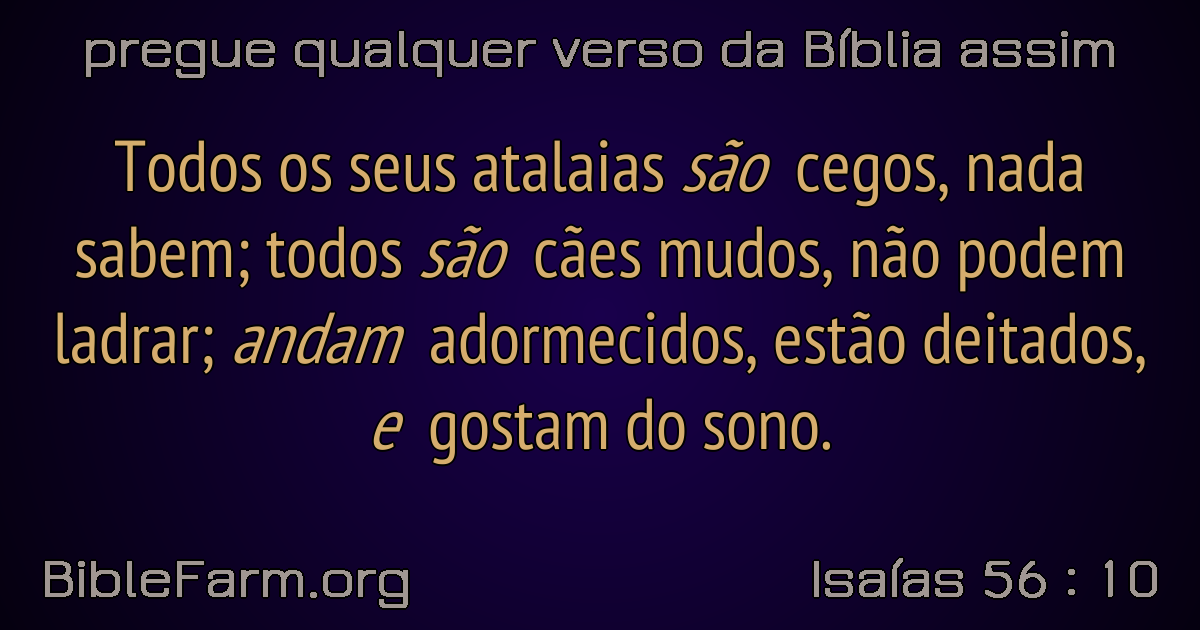 pregue qualquer verso da Bíblia assim
Todos os seus atalaias são cegos, nada
sabem; todos são cães mudos, não podem
ladrar; andam adormecidos, estão deitados,
e gostam do sono.
BibleFarm.org
Isaías 56 : 10